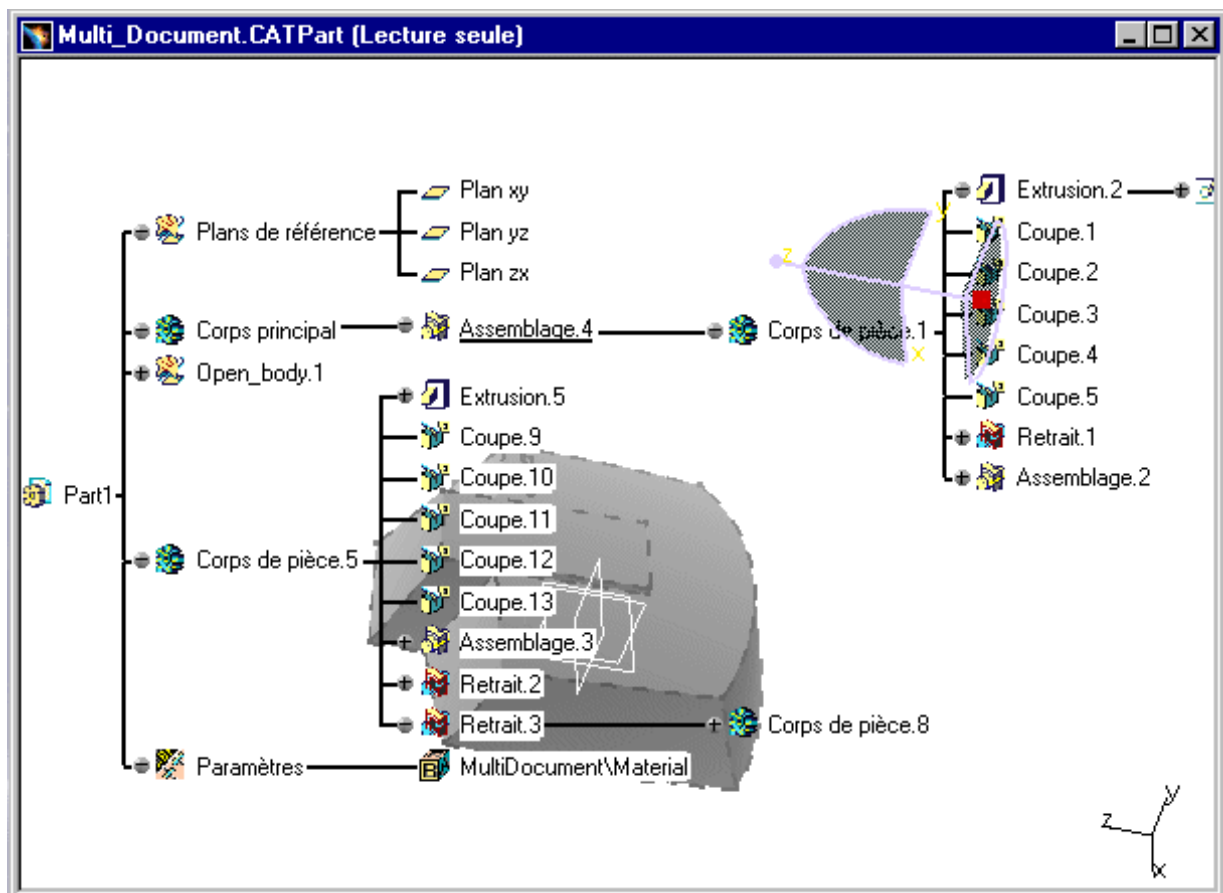 Multi_Document.CATPart (Lecture seule)
Plan xy
Extrusion.2
y
Plans de référence
Plan yz
Coupe.1
z
Plan zx
Coupe.2
Coupe.3
Corps principal
Assemblage.4
Corps de pièce.1
x
Coupe.4
Open_body.1
Extrusion.5
Coupe.5
Coupe.9
Retrait.1
Coupe.10
Assemblage.2
Part1
Coupe.11
Corps de pièce.5
Coupe.12
Coupe.13
Assemblage.3
Retrait.2
Retrait.3
Corps de pièce.8
Paramètres
MultiDocument\Material
y
z
x